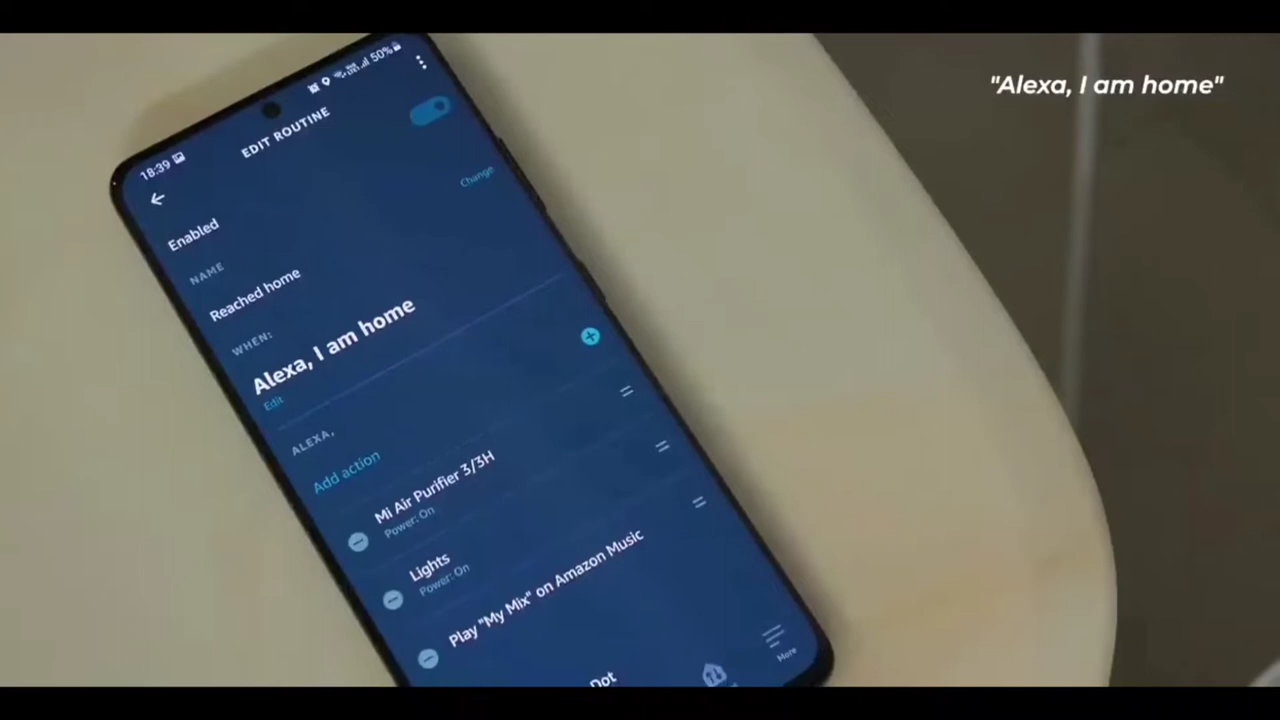 "Alexa, I am home"
18:39
50%
EDIT ROUTINE
Enabled
NAME
Reached home
Change
WHEN:
Alexa, I am home
Edit
ALEXA,
Add action
Mi Air Purifier 3/3H
Power: On
Lights
Power: On
Play "My Mix" on Amazon Music
Dot
More